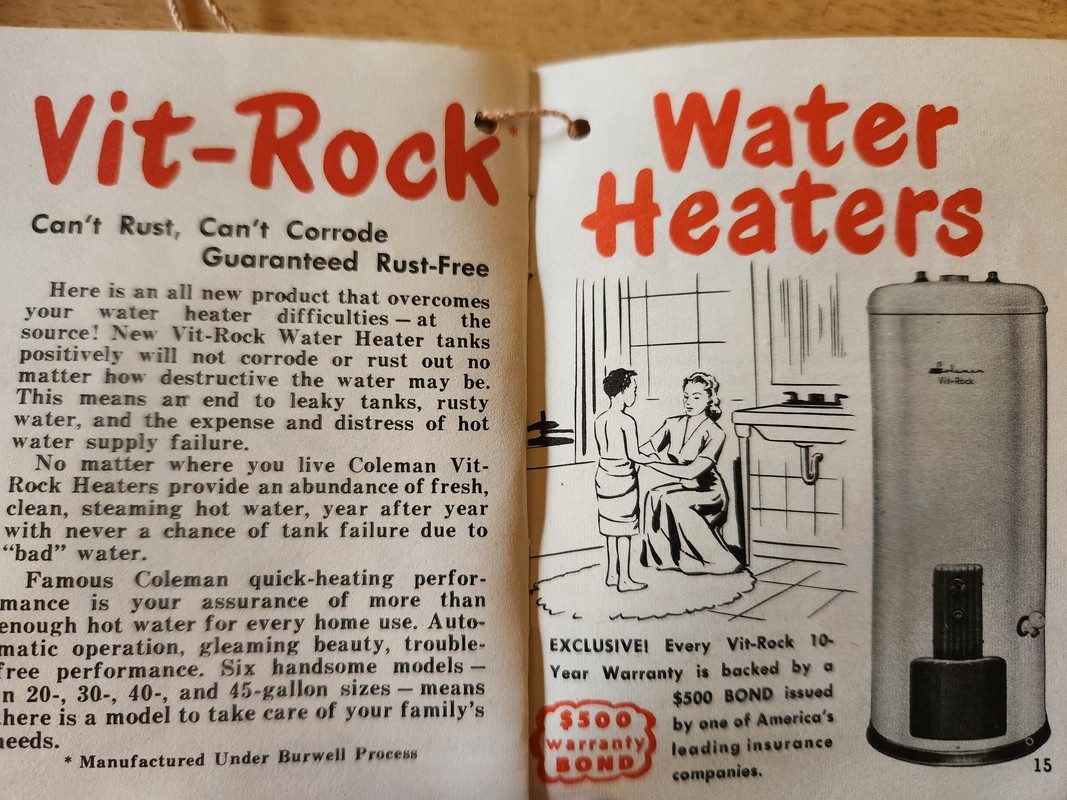 Vit-Rock*
Can't Rust, Can't Corrode
Guaranteed Rust-Free
Here is an all new product that overcomes
your water heater difficulties — at the
source! New Vit-Rock Water Heater tanks
positively will not corrode or rust out no
matter how destructive the water may be.
This means an end to leaky tanks, rusty
water, and the expense and distress of hot
water supply failure.
No matter where you live Coleman Vit-
Rock Heaters provide an abundance of fresh,
clean, steaming hot water, year after year
with never a chance of tank failure due to
"bad" water.
Famous Coleman quick-heating perfor-
mance is your assurance of more than
enough hot water for every home use. Auto-
matic operation, gleaming beauty, trouble-
free performance. Six handsome models —
n 20-, 30-, 40-, and 45-gallon sizes — means
here is a model to take care of your family's
needs.
* Manufactured Under Burwell Process
Water
Heaters
Coleman
Vit-Rock
EXCLUSIVE! Every Vit-Rock 10-
Year Warranty is backed by a
$500 BOND issued
by one of America's
leading insurance
companies.
$500
warranty
BOND
15